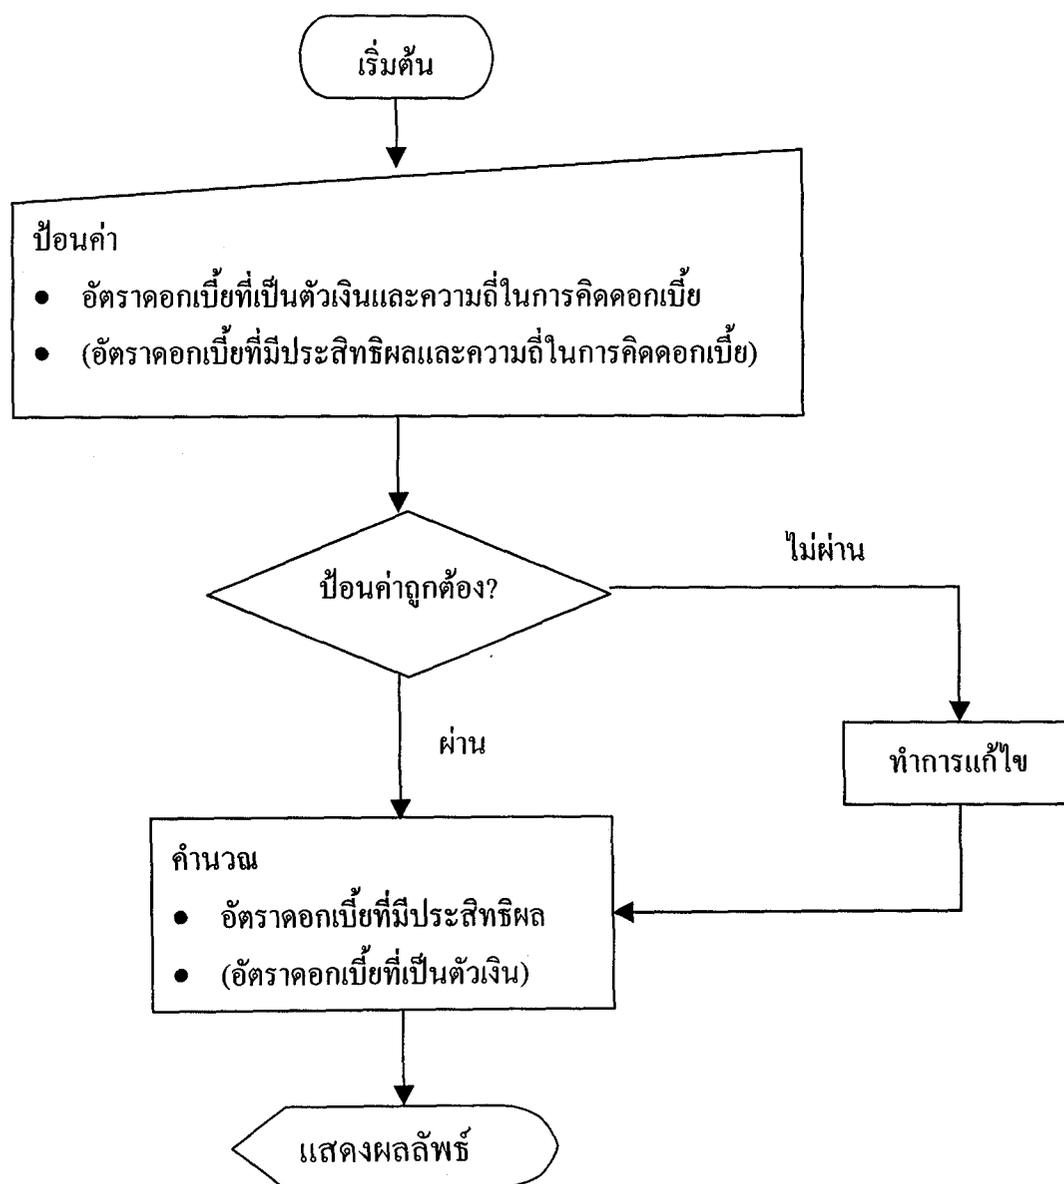 เริ่มต้น
ป้อนค่า
● อัตราดอกเบี้ยที่เป็นตัวเงินและความถี่ในการคิดดอกเบี้ย
● (อัตราดอกเบี้ยที่มีประสิทธิผลและความถี่ในการคิดดอกเบี้ย)
ป้อนค่าถูกต้อง?
ไม่ผ่าน
ผ่าน
ทำการแก้ไข
คำนวณ
● อัตราดอกเบี้ยที่มีประสิทธิผล
● (อัตราดอกเบี้ยที่เป็นตัวเงิน)
แสดงผลลัพธ์